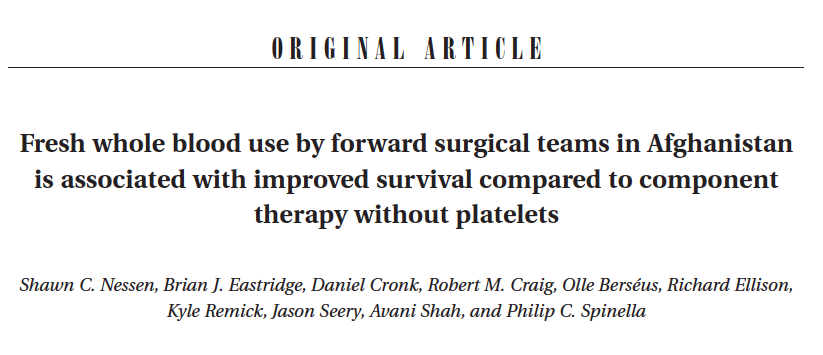 ORIGINAL ARTICLE
Fresh whole blood use by forward surgical teams in Afghanistan
is associated with improved survival compared to component
therapy without platelets
Shawn C. Nessen, Brian J. Eastridge, Daniel Cronk, Robert M. Craig, Olle Berséus, Richard Ellison,
Kyle Remick, Jason Seery, Avani Shah, and Philip C. Spinella